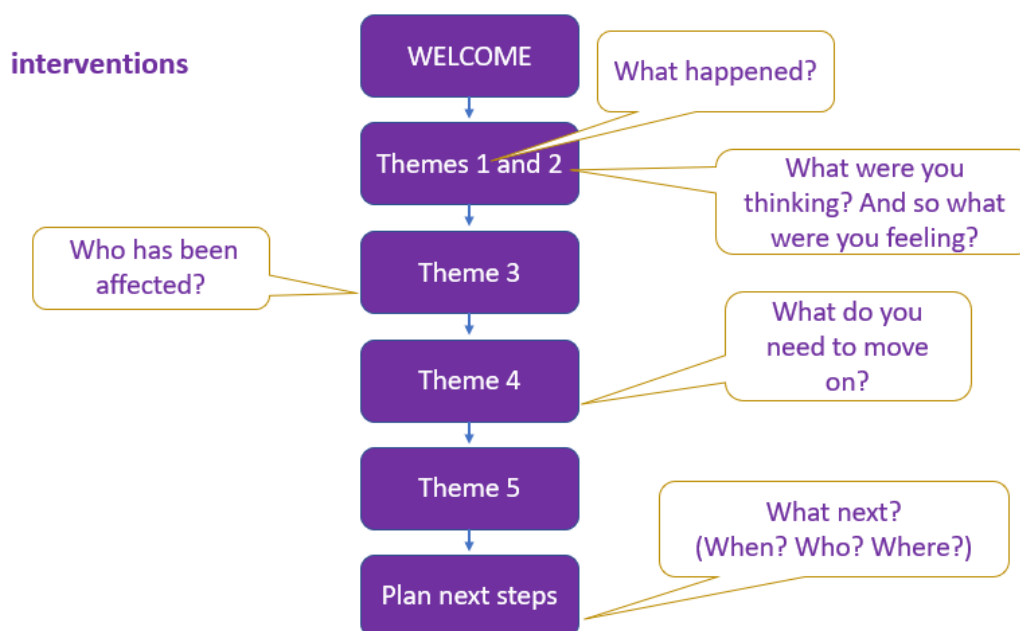 interventions
WELCOME
What happened?
Themes 1 and 2
What were you
thinking? And so what
were you feeling?
Who has been
affected?
Theme 3
What do you
need to move
on?
Theme 4
Theme 5
What next?
(When? Who? Where?)
Plan next steps